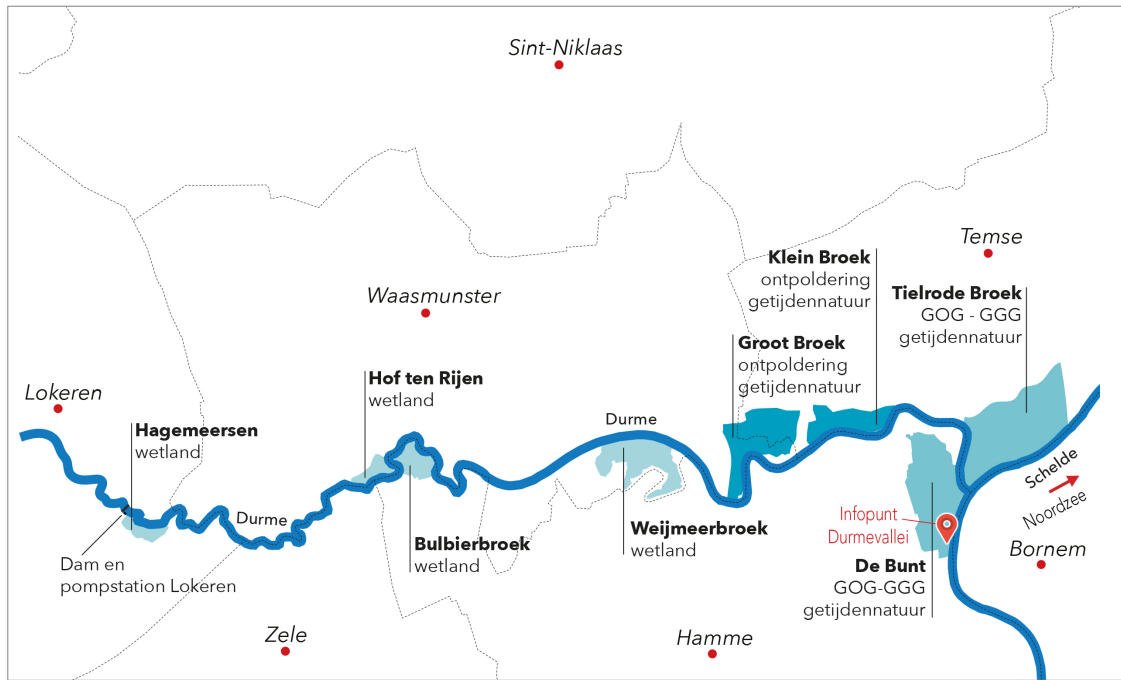 Sint-Niklaas
Temse
Klein Broek
ontpoldering
getijdennatuur
Tielrode Broek
GOG - GGG
getijdennatuur
Waasmunster
Groot Broek
ontpoldering
getijdennatuur
Hof ten Rijen
wetland
Lokeren
Hagemeersen
wetland
Durme
Durme
Schelde
Noordzee
Infopunt
Durmevallei
Weijmeerbroek
wetland
Bulbierbroek
wetland
Bornem
Dam en
pompstation Lokeren
De Bunt
GOG-GGG
getijdennatuur
Zele
Hamme